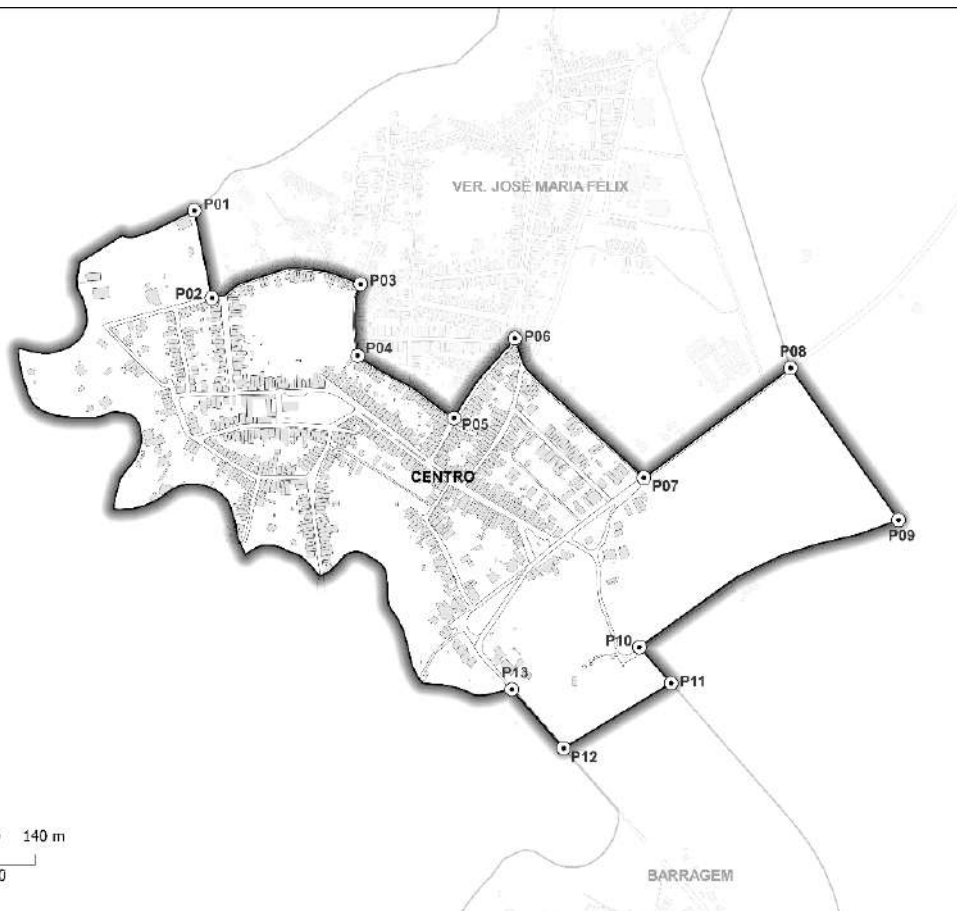 VER. JOSÉ MARIA FÉLIX
P01
P02
P03
P04
P06
P08
P05
CENTRO
P07
P09
P10
P11
P13
P12
140 m
0
BARRAGEM